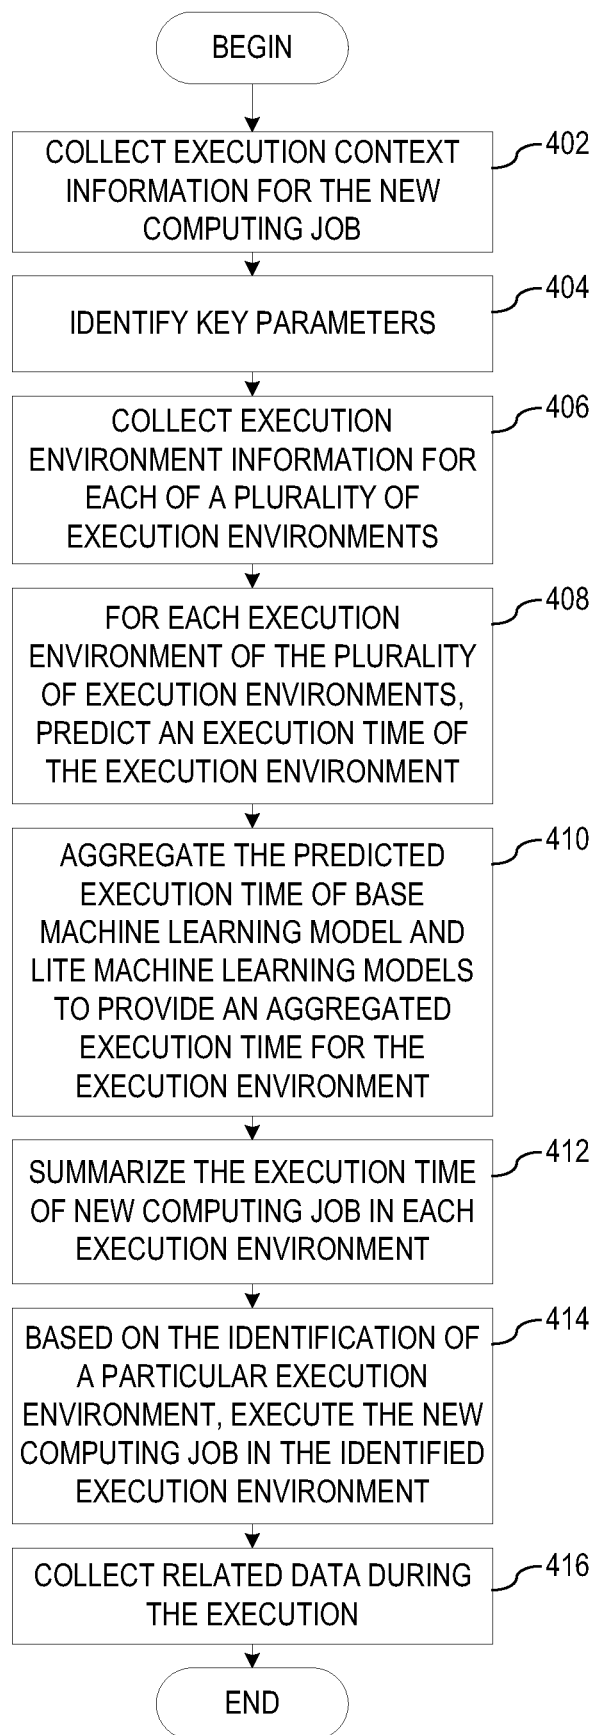 BEGIN
COLLECT EXECUTION CONTEXT
INFORMATION FOR THE NEW
COMPUTING JOB
402
IDENTIFY KEY PARAMETERS
404
COLLECT EXECUTION
ENVIRONMENT INFORMATION FOR
EACH OF A PLURALITY OF
EXECUTION ENVIRONMENTS
406
FOR EACH EXECUTION
ENVIRONMENT OF THE PLURALITY
OF EXECUTION ENVIRONMENTS,
PREDICT AN EXECUTION TIME OF
THE EXECUTION ENVIRONMENT
408
AGGREGATE THE PREDICTED
EXECUTION TIME OF BASE
MACHINE LEARNING MODEL AND
LITE MACHINE LEARNING MODELS
TO PROVIDE AN AGGREGATED
EXECUTION TIME FOR THE
EXECUTION ENVIRONMENT
410
SUMMARIZE THE EXECUTION TIME
OF NEW COMPUTING JOB IN EACH
EXECUTION ENVIRONMENT
412
BASED ON THE IDENTIFICATION OF
A PARTICULAR EXECUTION
ENVIRONMENT, EXECUTE THE NEW
COMPUTING JOB IN THE IDENTIFIED
EXECUTION ENVIRONMENT
414
COLLECT RELATED DATA DURING
THE EXECUTION
416
END